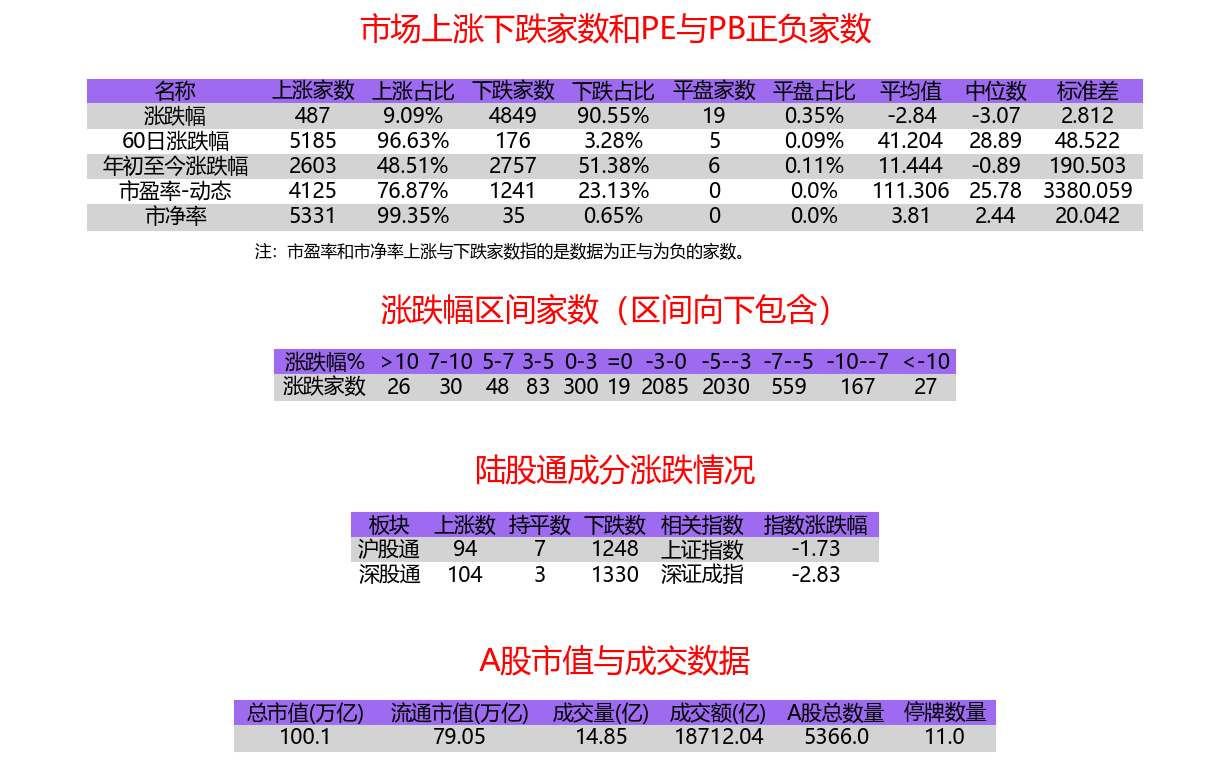 市场上涨下跌家数和PE与PB正负家数
名称 上涨家数 上涨占比 下跌家数 下跌占比 平盘家数 平盘占比 平均值 中位数 标准差
涨跌幅 487 9.09% 4849 90.55% 19 0.35% -2.84 -3.07 2.812
60日涨跌幅 5185 96.63% 176 3.28% 5 0.09% 41.204 28.89 48.522
年初至今涨跌幅 2603 48.51% 2757 51.38% 6 0.11% 11.444 -0.89 190.503
市盈率-动态 4125 76.87% 1241 23.13% 0 0.0% 111.306 25.78 3380.059
市净率 5331 99.35% 35 0.65% 0 0.0% 3.81 2.44 20.042
注：市盈率和市净率上涨与下跌家数指的是数据为正与为负的家数。
涨跌幅区间家数（区间向下包含）
涨跌幅% >10 7-10 5-7 3-5 0-3 =0 -3-0 -5--3 -7--5 -10--7 <-10
涨跌家数 26 30 48 83 300 19 2085 2030 559 167 27
陆股通成分涨跌情况
板块 上涨数 持平数 下跌数 相关指数 指数涨跌幅
沪股通 94 7 1248 上证指数 -1.73
深股通 104 3 1330 深证成指 -2.83
A股市值与成交数据
总市值(万亿) 流通市值(万亿) 成交量(亿) 成交额(亿) A股总数量 停牌数量
100.1 79.05 14.85 18712.04 5366.0 11.0